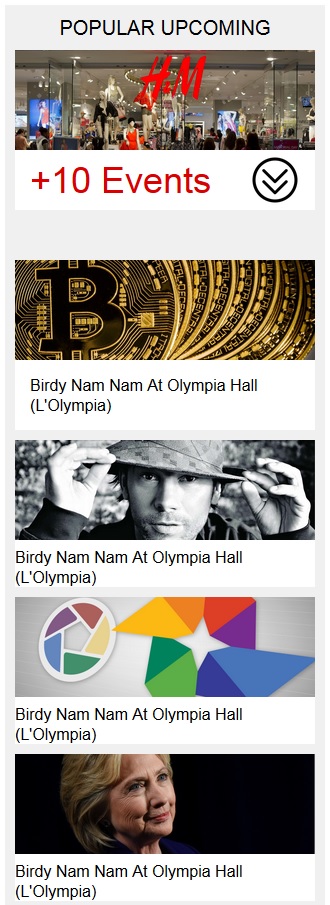 POPULAR UPCOMING
H&M
+10 Events
Birdy Nam Nam At Olympia Hall
(L'Olympia)
Birdy Nam Nam At Olympia Hall
(L'Olympia)
Birdy Nam Nam At Olympia Hall
(L'Olympia)
Birdy Nam Nam At Olympia Hall
(L'Olympia)